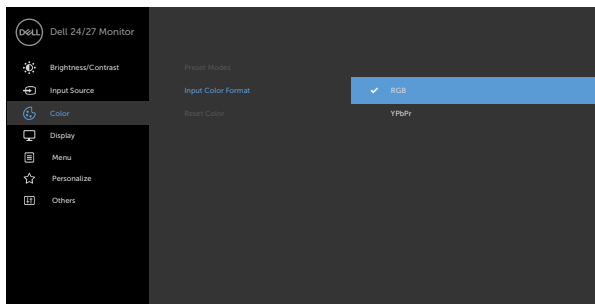 DELL
Dell 24/27 Monitor
Brightness/Contrast
Input Source
Color
Display
Menu
Personalize
Others
Preset Modes
Input Color Format
Reset Color
RGB
YPbPr